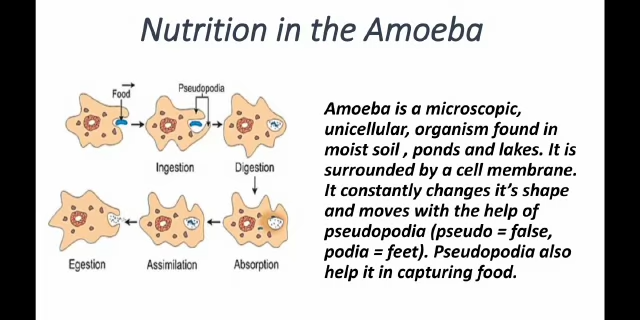 Nutrition in the Amoeba
Food
Pseudopodia
Ingestion
Digestion
Egestion
Assimilation
Absorption
Amoeba is a microscopic,
unicellular, organism found in
moist soil , ponds and lakes. It is
surrounded by a cell membrane.
It constantly changes it's shape
and moves with the help of
pseudopodia (pseudo = false,
podia = feet). Pseudopodia also
help it in capturing food.